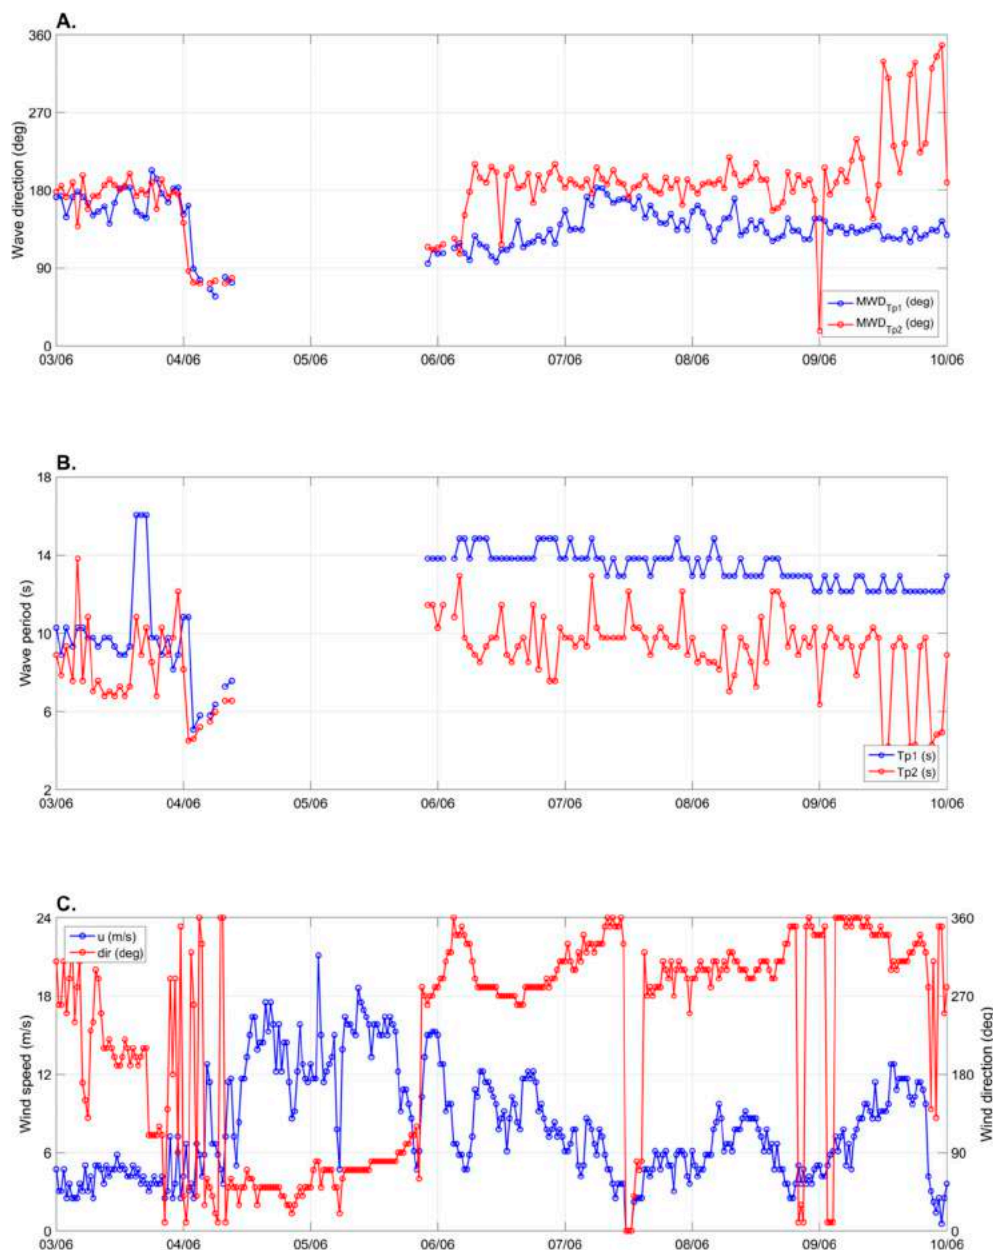 A.
360
270
180
90
0
Wave direction (deg)
MWD_Tp1 (deg)
MWD_Tp2 (deg)
03/06 04/06 05/06 06/06 07/06 08/06 09/06 10/06
B.
18
14
10
6
2
Wave period (s)
Tp1 (s)
Tp2 (s)
03/06 04/06 05/06 06/06 07/06 08/06 09/06 10/06
C.
24
18
12
6
0
Wind speed (m/s)
u (m/s)
dir (deg)
360
270
180
90
0
Wind direction (deg)
03/06 04/06 05/06 06/06 07/06 08/06 09/06 10/06